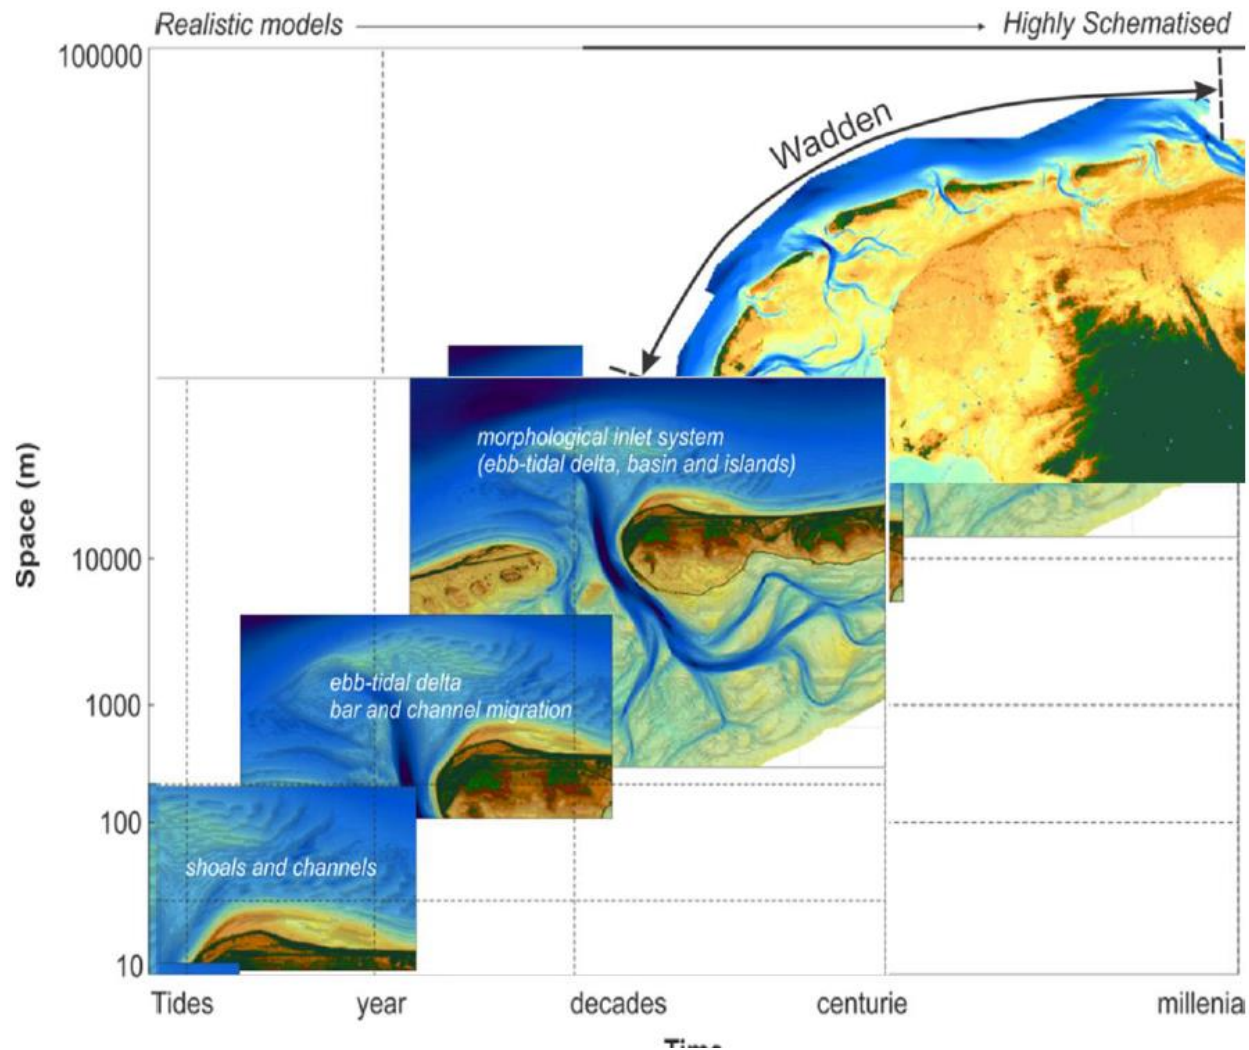 Realistic models
Highly Schematised
100000
Wadden
morphological inlet system
(ebb-tidal delta, basin and islands)
Space (m)
10000
ebb-tidal delta
bar and channel migration
1000
100
shoals and channels
10
Tides
year
decades
centurie
millenia
Time